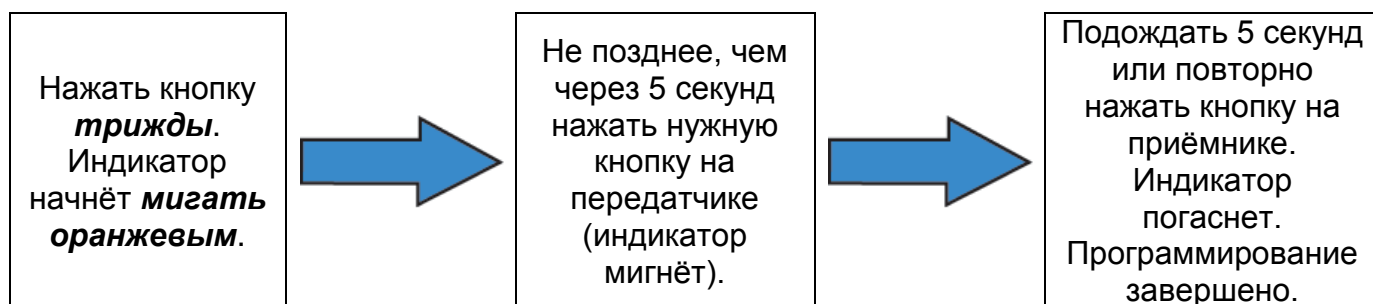 Нажать кнопку
трижды.
Индикатор
начнёт мигать
оранжевым.
Не позднее, чем
через 5 секунд
нажать нужную
кнопку на
передатчике
(индикатор
мигнёт).
Подождать 5 секунд
или повторно
нажать кнопку на
приёмнике.
Индикатор
погаснет.
Программирование
завершено.